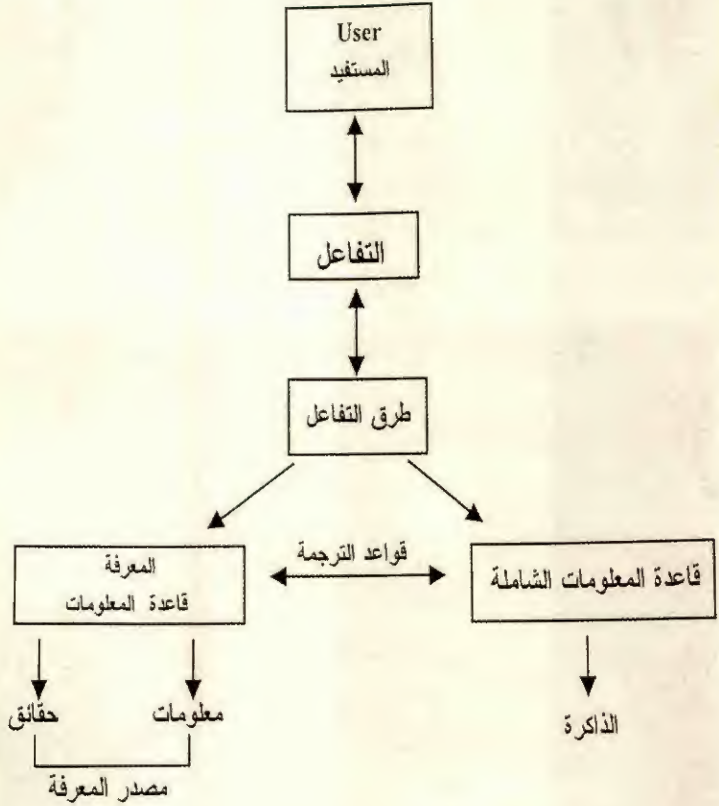 User
المستفيد
التفاعل
طرق التفاعل
قواعد الترجمة
قاعدة المعلومات الشاملة
المعرفة
قاعدة المعلومات
الذاكرة
معلومات
حقائق
مصدر المعرفة